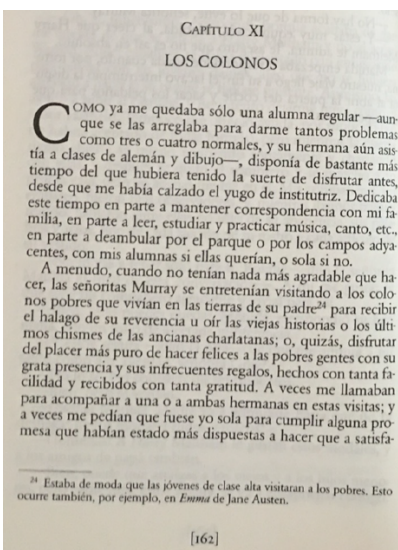 CAPÍTULO XI
LOS COLONOS
COMO ya me quedaba sólo una alumna regular —aun-
que se las arreglaba para darme tantos problemas
como tres o cuatro normales, y su hermana aún asis-
tía a clases de alemán y dibujo—, disponía de bastante más
tiempo del que hubiera tenido la suerte de disfrutar antes,
desde que me había calzado el yugo de institutriz. Dedicaba
este tiempo en parte a mantener correspondencia con mi fa-
milia, en parte a leer, estudiar y practicar música, canto, etc.,
en parte a deambular por el parque o por los campos adya-
centes, con mis alumnas si ellas querían, o sola si no.
A menudo, cuando no tenían nada más agradable que ha-
cer, las señoritas Murray se entretenían visitando a los colo-
nos pobres que vivían en las tierras de su padre²⁴ para recibir
el halago de su reverencia u oír las viejas historias o los últi-
mos chismes de las ancianas charlatanas; o, quizás, disfrutar
del placer más puro de hacer felices a las pobres gentes con su
grata presencia y sus infrecuentes regalos, hechos con tanta fa-
cilidad y recibidos con tanta gratitud. A veces me llamaban
para acompañar a una o a ambas hermanas en estas visitas; y
a veces me pedían que fuese yo sola para cumplir alguna pro-
mesa que habían estado más dispuestas a hacer que a satisfa-
²⁴ Estaba de moda que las jóvenes de clase alta visitaran a los pobres. Esto
ocurre también, por ejemplo, en Emma de Jane Austen.
[162]